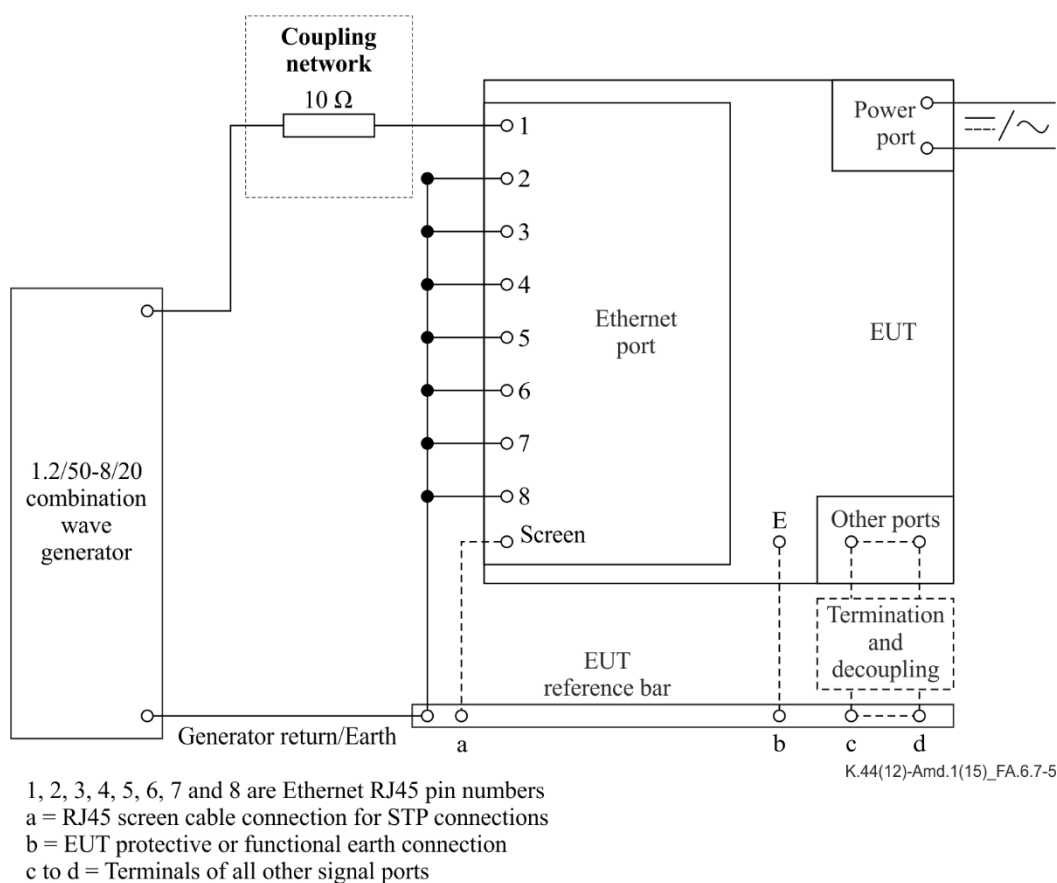 Coupling
network
10 Ω
1
2
3
4
5
6
7
8
Screen
Ethernet
port
Power
port
EUT
1.2/50-8/20
combination
wave
generator
E
Other ports
Termination
and
decoupling
EUT
reference bar
Generator return/Earth
a
b
c
d
K.44(12)-Amd.1(15)_FA.6.7-5
1, 2, 3, 4, 5, 6, 7 and 8 are Ethernet RJ45 pin numbers
a = RJ45 screen cable connection for STP connections
b = EUT protective or functional earth connection
c to d = Terminals of all other signal ports